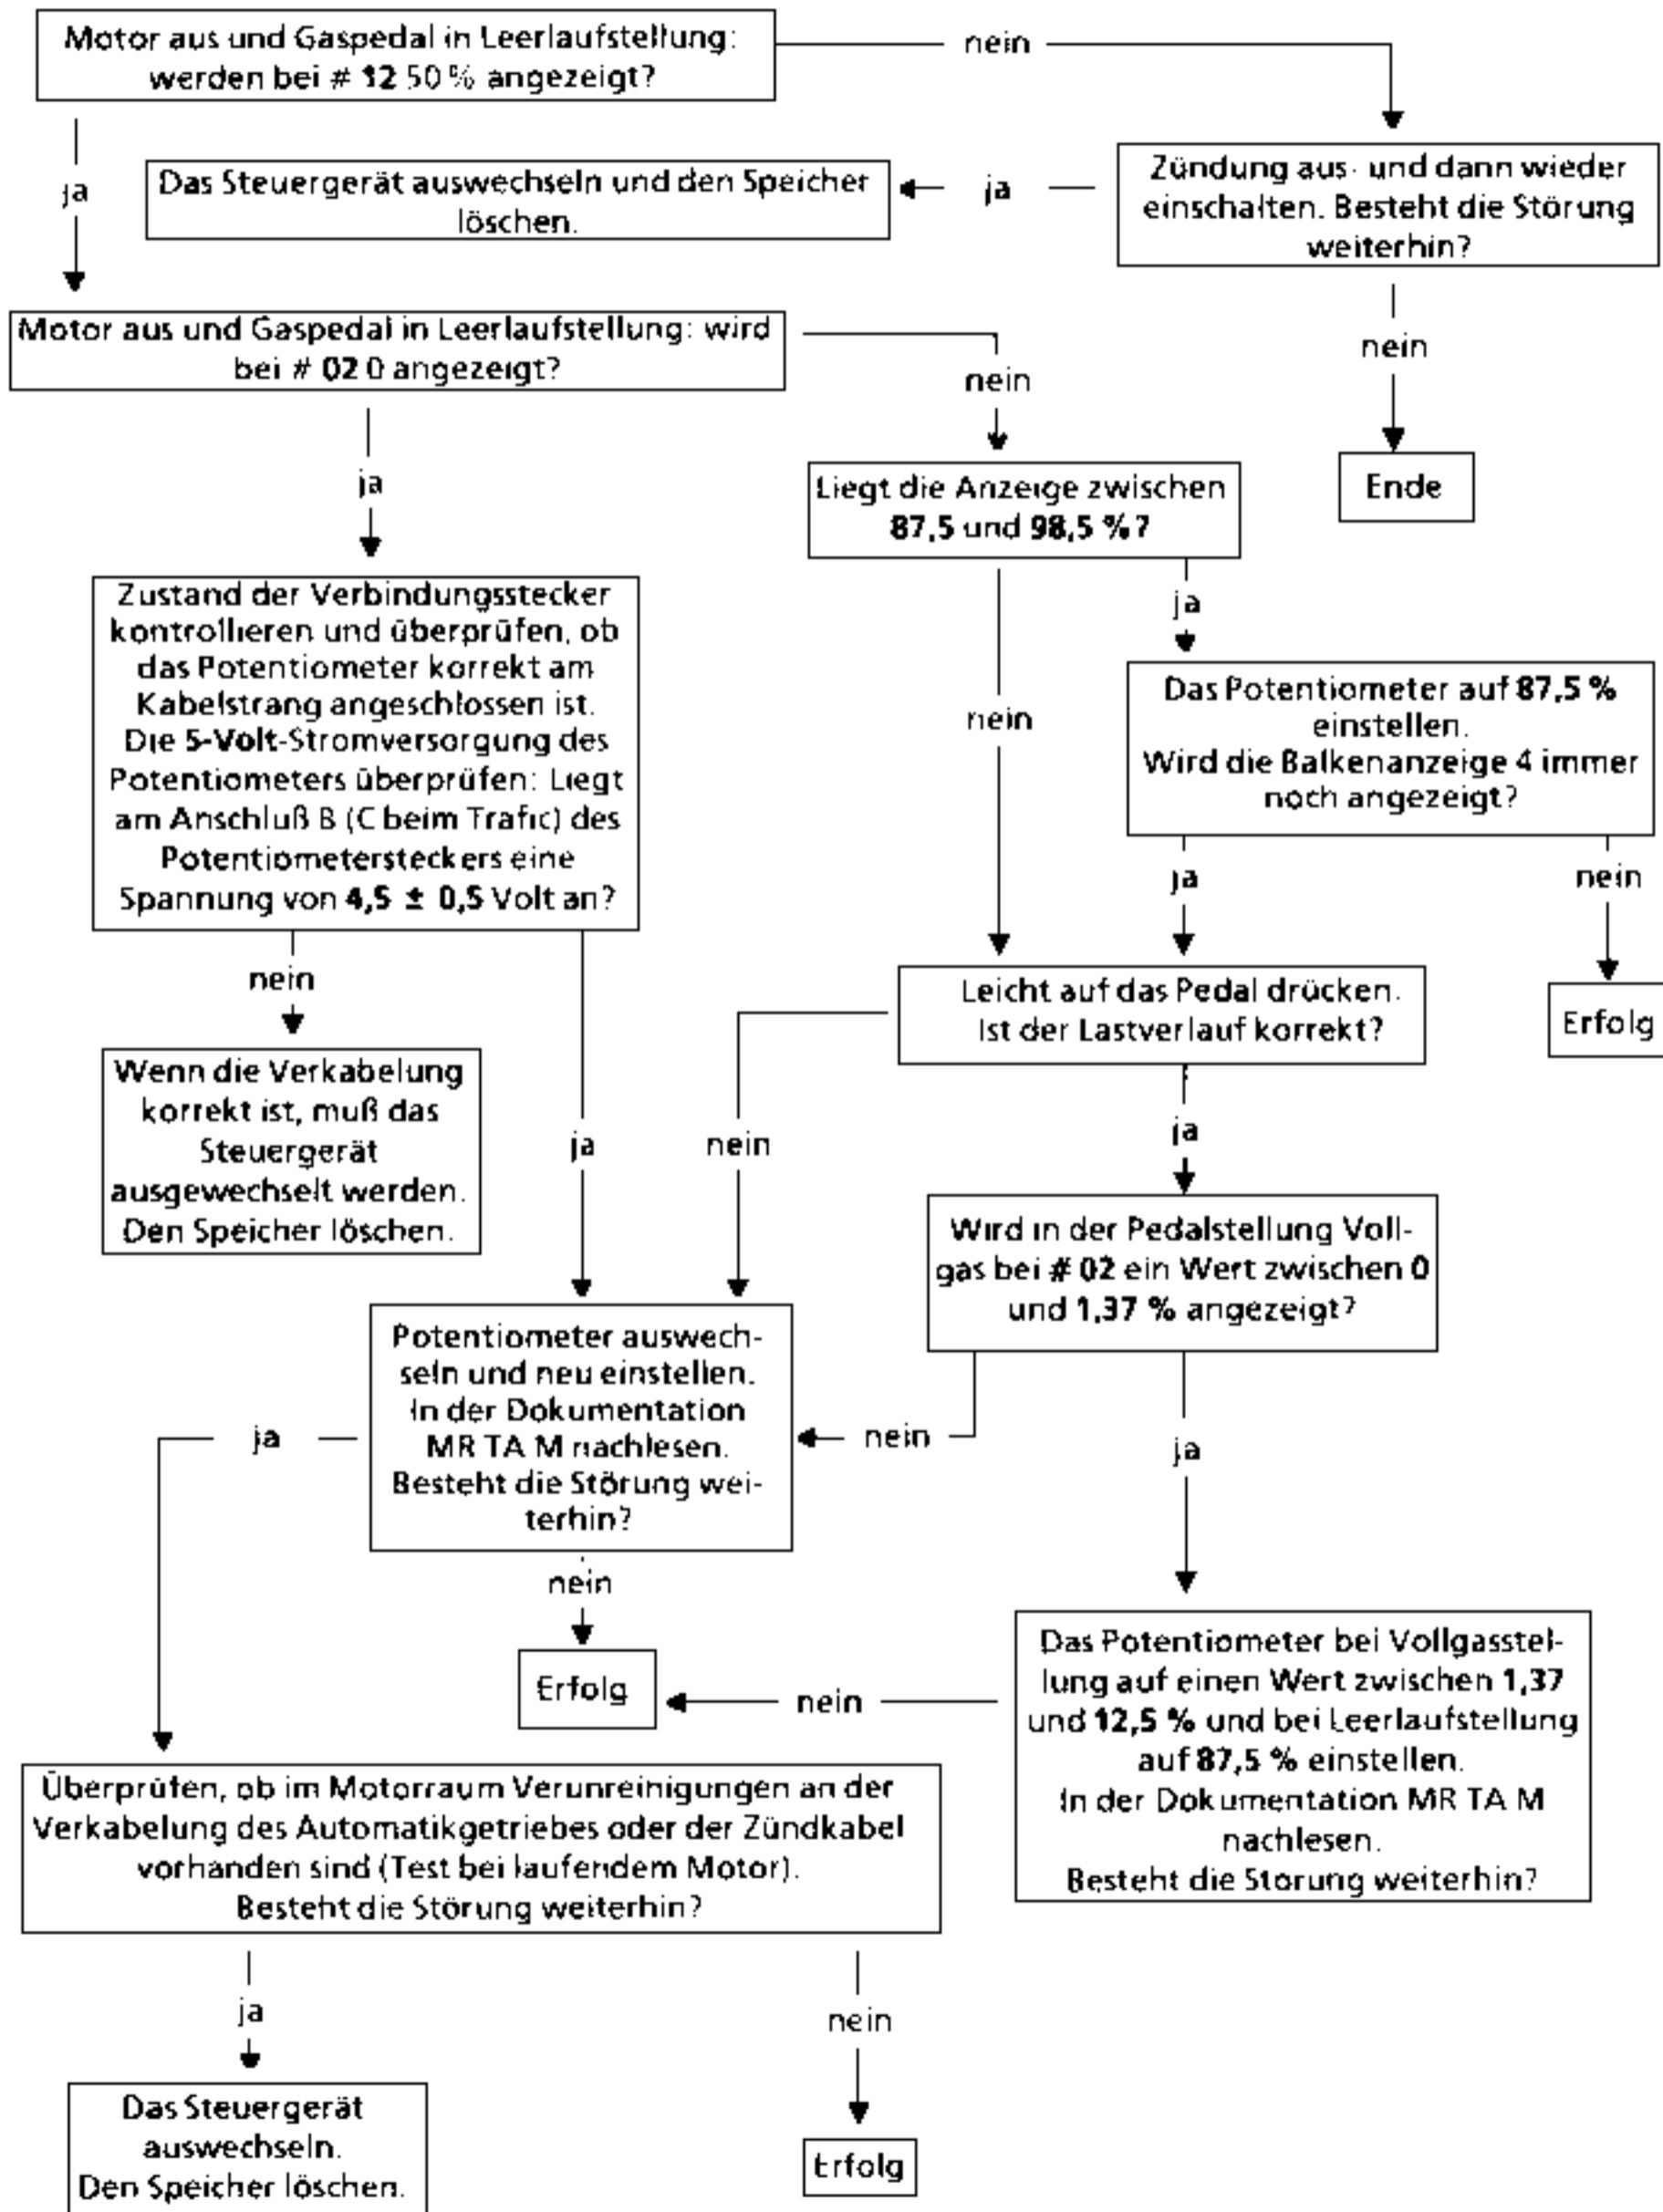 Motor aus und Gaspedal in Leerlaufstellung:
werden bei # 12 50 % angezeigt?
nein
ja
Das Steuergerät auswechseln und den Speicher
löschen.
ja
Zündung aus- und dann wieder
einschalten. Besteht die Störung
weiterhin?
Motor aus und Gaspedal in Leerlaufstellung: wird
bei # 02 0 angezeigt?
nein
nein
Ende
ja
Liegt die Anzeige zwischen
87,5 und 98,5 % ?
ja
nein
Zustand der Verbindungsstecker
kontrollieren und überprüfen, ob
das Potentiometer korrekt am
Kabelstrang angeschlossen ist.
Die 5-Volt-Stromversorgung des
Potentiometers überprüfen: Liegt
am Anschluß B (C beim Trafic) des
Potentiometersteckers eine
Spannung von 4,5 ± 0,5 Volt an?
Das Potentiometer auf 87,5 %
einstellen.
Wird die Balkenanzeige 4 immer
noch angezeigt?
ja
nein
Erfolg
nein
Leicht auf das Pedal drücken.
Ist der Lastverlauf korrekt?
Wenn die Verkabelung
korrekt ist, muß das
Steuergerät
ausgewechselt werden.
Den Speicher löschen.
ja
nein
ja
Wird in der Pedalstellung Voll-
gas bei # 02 ein Wert zwischen 0
und 1,37 % angezeigt?
Potentiometer auswech-
seln und neu einstellen.
In der Dokumentation
MR TA M nachlesen.
Besteht die Störung wei-
terhin?
ja
nein
ja
nein
Erfolg
nein
Das Potentiometer bei Vollgasstel-
lung auf einen Wert zwischen 1,37
und 12,5 % und bei Leerlaufstellung
auf 87,5 % einstellen.
In der Dokumentation MR TA M
nachlesen.
Besteht die Storung weiterhin?
Überprüfen, ob im Motorraum Verunreinigungen an der
Verkabelung des Automatikgetriebes oder der Zündkabel
vorhanden sind (Test bei laufendem Motor).
Besteht die Störung weiterhin?
ja
nein
Das Steuergerät
auswechseln.
Den Speicher löschen.
Erfolg